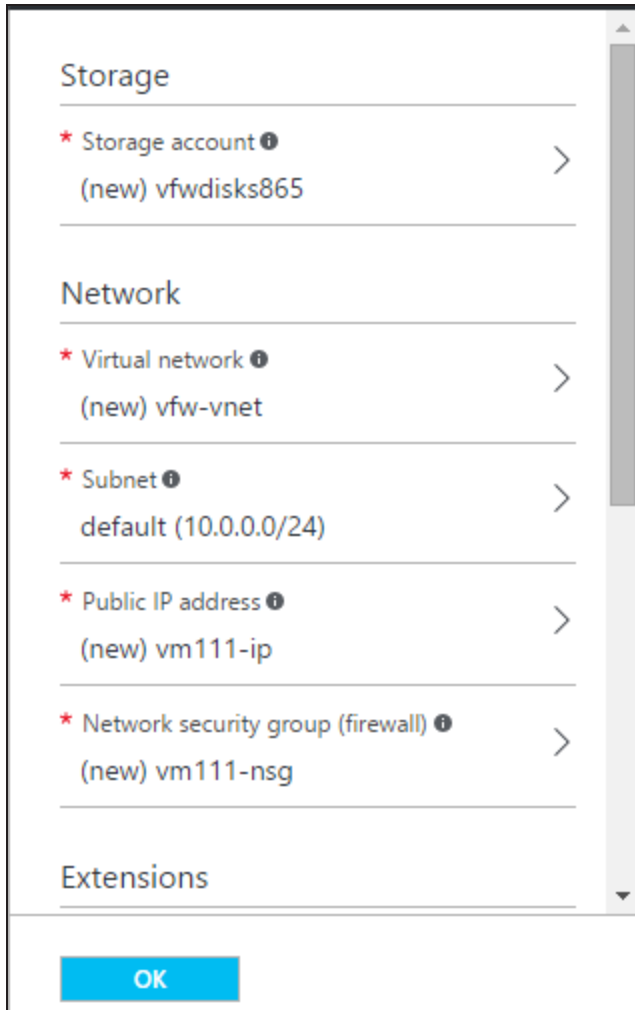 Storage
* Storage account
(new) vfwdisks865
Network
* Virtual network
(new) vfw-vnet
* Subnet
default (10.0.0.0/24)
* Public IP address
(new) vm111-ip
* Network security group (firewall)
(new) vm111-nsg
Extensions
OK